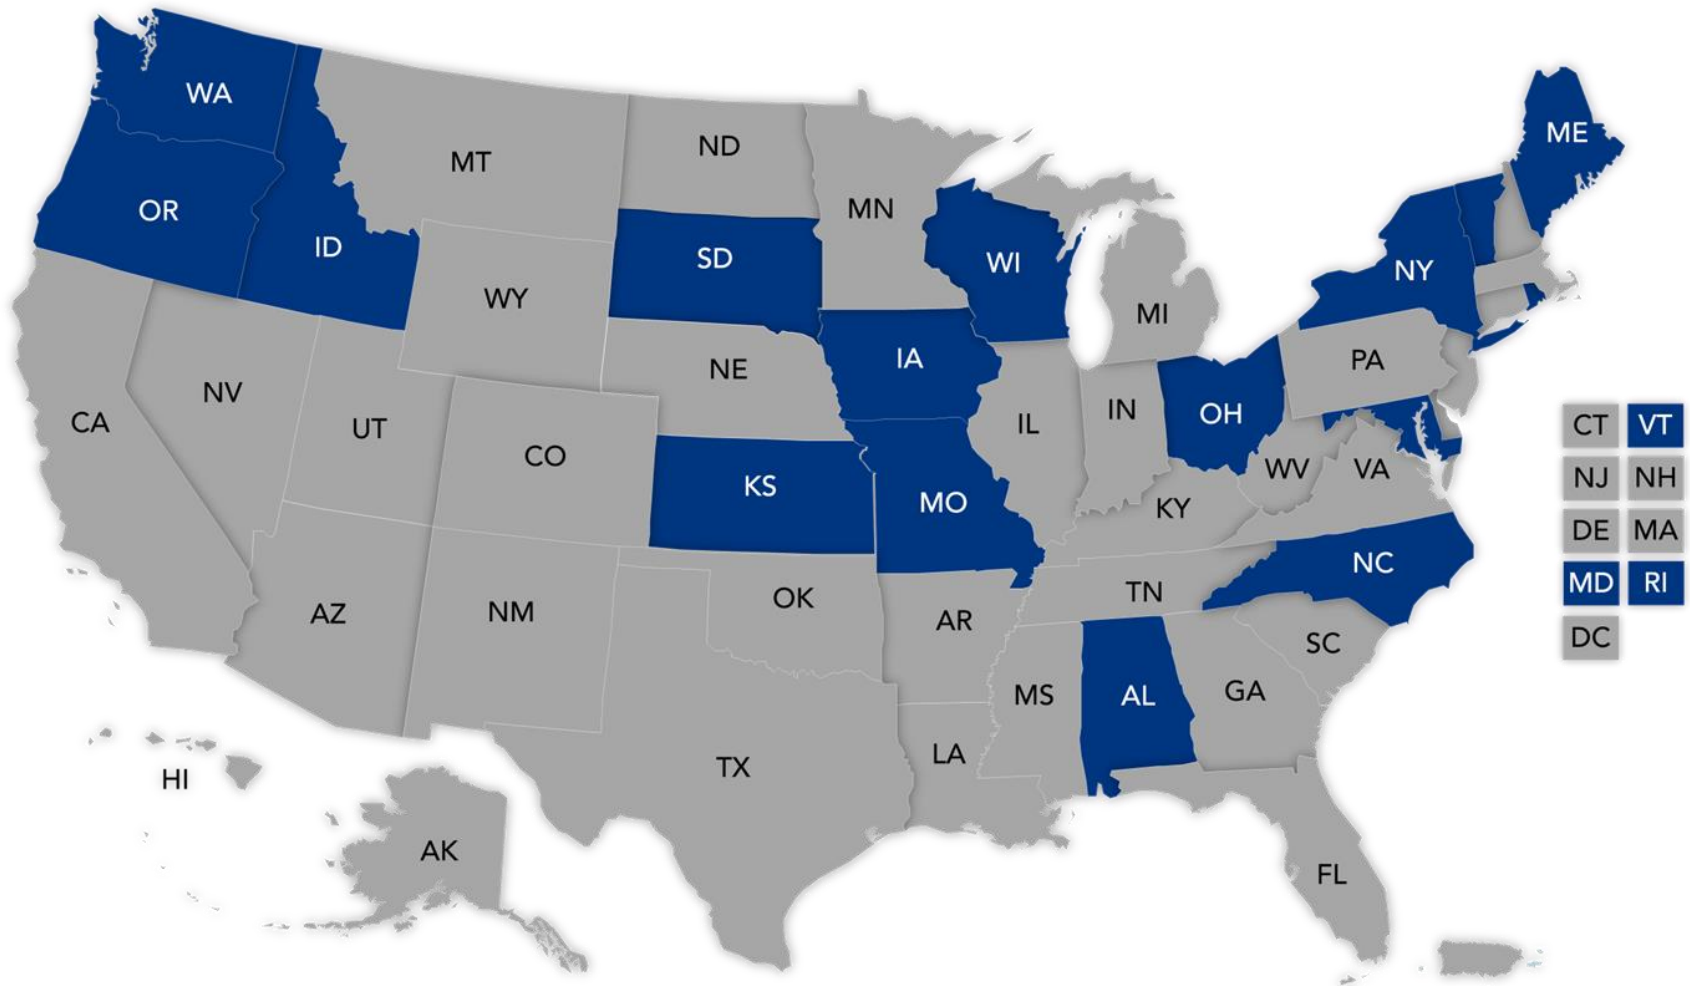 WA
ME
ND
MT
MN
OR
ID
SD
WI
NY
WY
MI
IA
PA
NE
NV
CA
IN
OH
IL
UT
CO
CT VT
WV VA
NJ NH
KS
MO
KY
DE MA
NC
MD RI
TN
OK
AZ
NM
AR
DC
SC
GA
MS
AL
LA
TX
HI
AK
FL